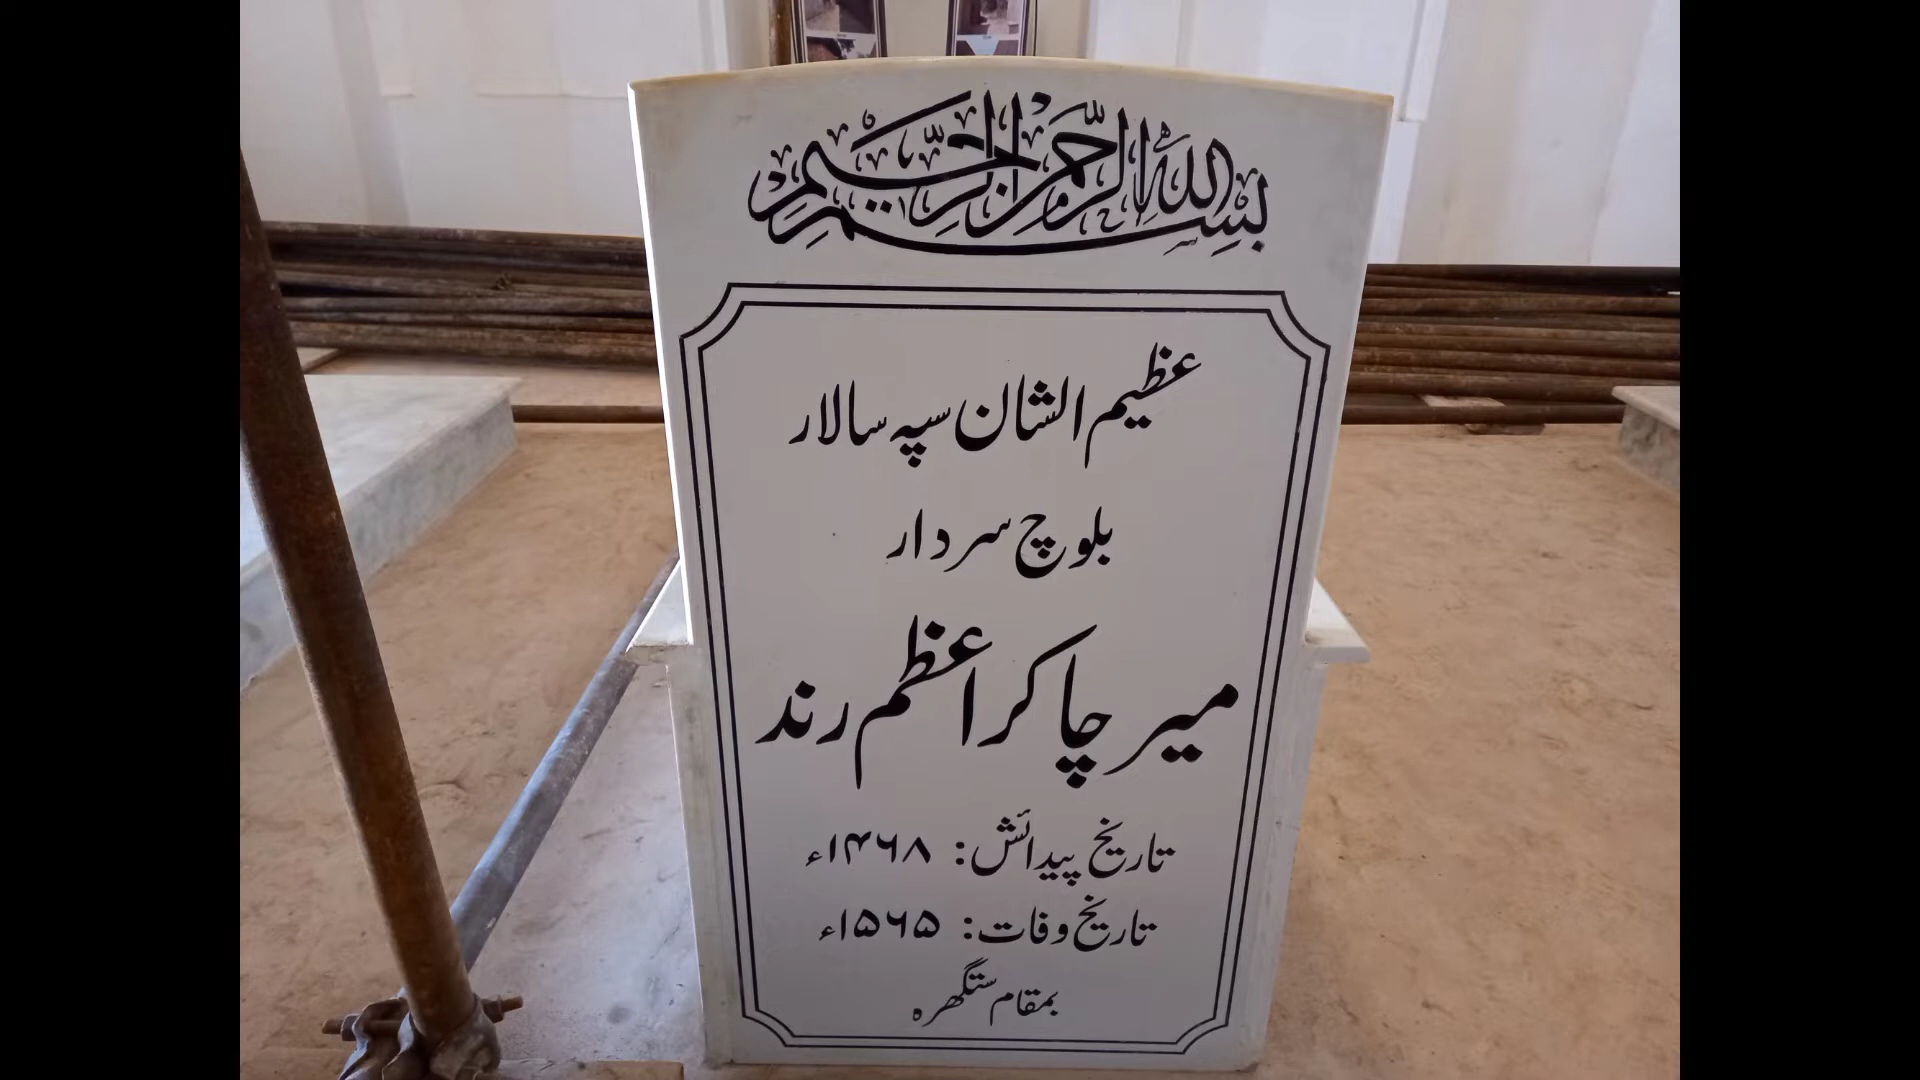 بسم اللہ الرحمن الرحیم
عظیم الشان سپہ سالار
بلوچ سردار
میر چاکر اعظم رند
تاریخ پیدائش: ۱۴۶۸ء
تاریخ وفات: ۱۵۶۵ء
بمقام ستگھرہ